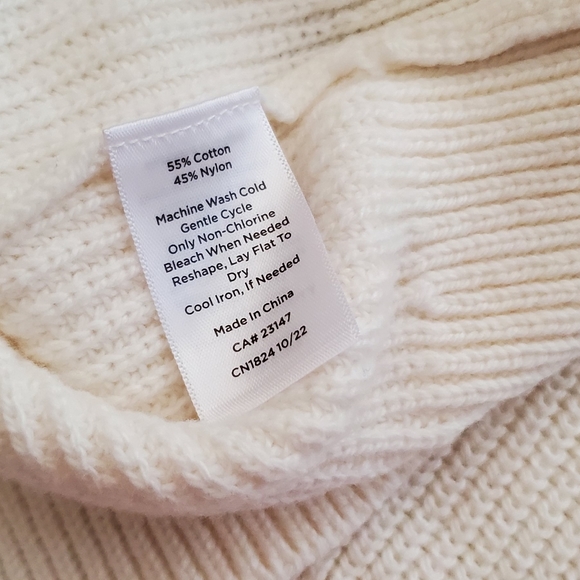 55% Cotton
45% Nylon
Machine Wash Cold
Gentle Cycle
Only Non-Chlorine
Bleach When Needed
Reshape, Lay Flat To
Dry
Cool Iron, If Needed
Made In China
CA# 23147
CN1824 10/22